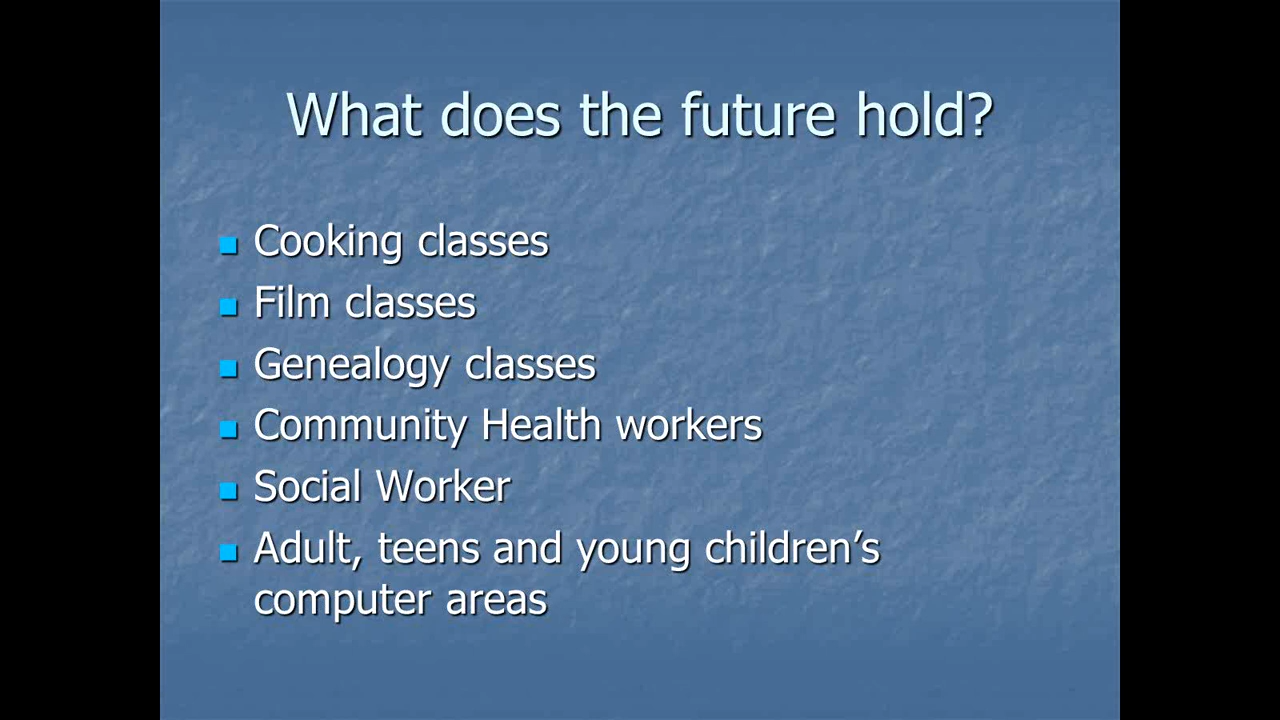 What does the future hold?
Cooking classes
Film classes
Genealogy classes
Community Health workers
Social Worker
Adult, teens and young children’s
computer areas